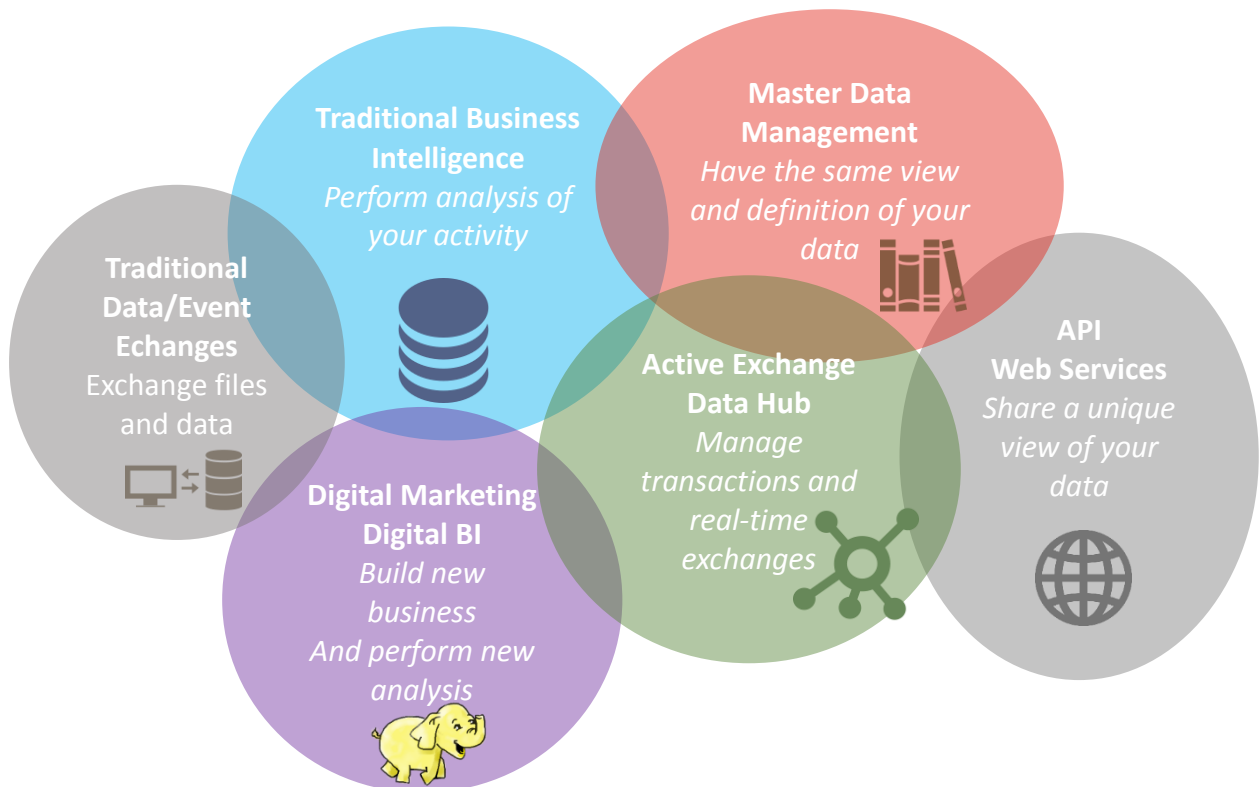 Traditional Business
Intelligence
Perform analysis of
your activity
Master Data
Management
Have the same view
and definition of your
data
Traditional
Data/Event
Echanges
Exchange files
and data
API
Web Services
Share a unique
view of your
data
Active Exchange
Data Hub
Manage
transactions and
real-time
exchanges
Digital Marketing
Digital BI
Build new
business
And perform new
analysis